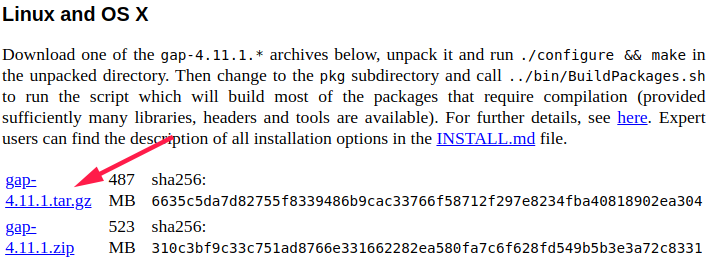 Linux and OS X
Download one of the gap-4.11.1.* archives below, unpack it and run ./configure && make in
the unpacked directory. Then change to the pkg subdirectory and call ../bin/BuildPackages.sh
to run the script which will build most of the packages that require compilation (provided
sufficiently many libraries, headers and tools are available). For further details, see here. Expert
users can find the description of all installation options in the INSTALL.md file.
gap- 487 sha256:
4.11.1.tar.gz MB 6635c5da7d82755f8339486b9cac33766f58712f297e8234fba40818902ea304
gap- 523 sha256:
4.11.1.zip MB 310c3bf9c33c751ad8766e331662282ea580fa7c6f628fd549b5b3e3a72c8331